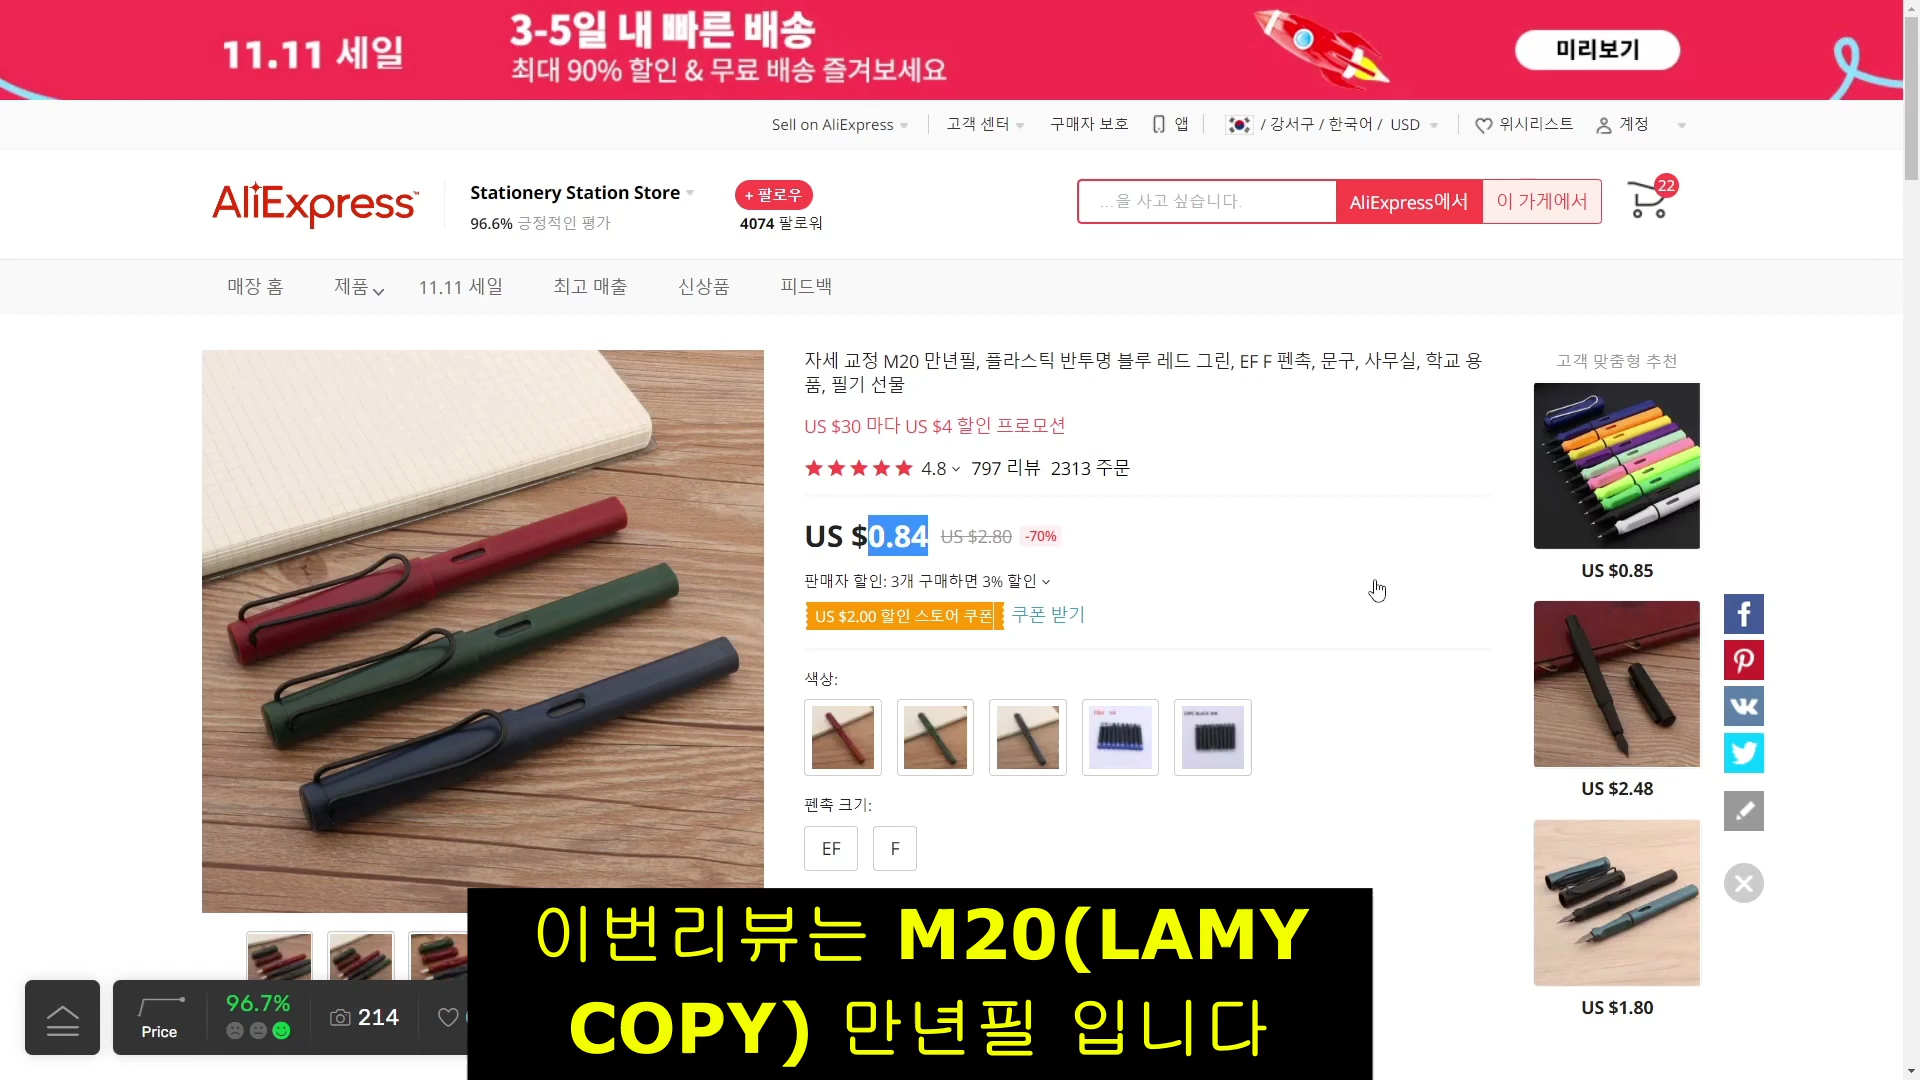 11.11 세일
3-5일 내 빠른 배송
최대 90% 할인 & 무료 배송 즐겨보세요
미리보기
Sell on AliExpress
고객 센터
구매자 보호
앱
/ 강서구 / 한국어 / USD
위시리스트
계정
AliExpress™
Stationery Station Store
96.6% 긍정적인 평가
+ 팔로우
4074 팔로워
...을 사고 싶습니다.
AliExpress에서
이 가게에서
22
매장 홈
제품
11.11 세일
최고 매출
신상품
피드백
자세 교정 M20 만년필, 플라스틱 반투명 블루 레드 그린, EF F 펜촉, 문구, 사무실, 학교 용
품, 필기 선물
US $30 마다 US $4 할인 프로모션
4.8 797 리뷰 2313 주문
US $0.84 US $2.80 -70%
판매자 할인: 3개 구매하면 3% 할인
US $2.00 할인 스토어 쿠폰 쿠폰 받기
색상:
펜촉 크기:
EF
F
고객 맞춤형 추천
US $0.85
US $2.48
US $1.80
Price
96.7%
214
이번리뷰는 M20(LAMY
COPY) 만년필 입니다